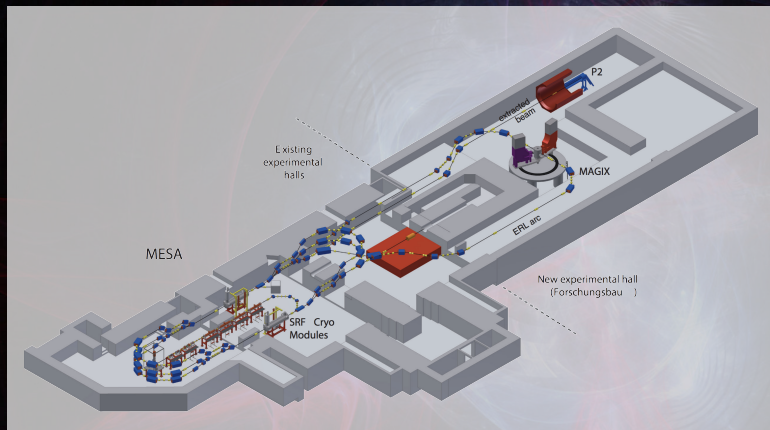 P2
extracted
beam
Existing
experimental
halls
MAGIX
ERL arc
MESA
New experimental hall
(Forschungsbau )
SRF Cryo
Modules